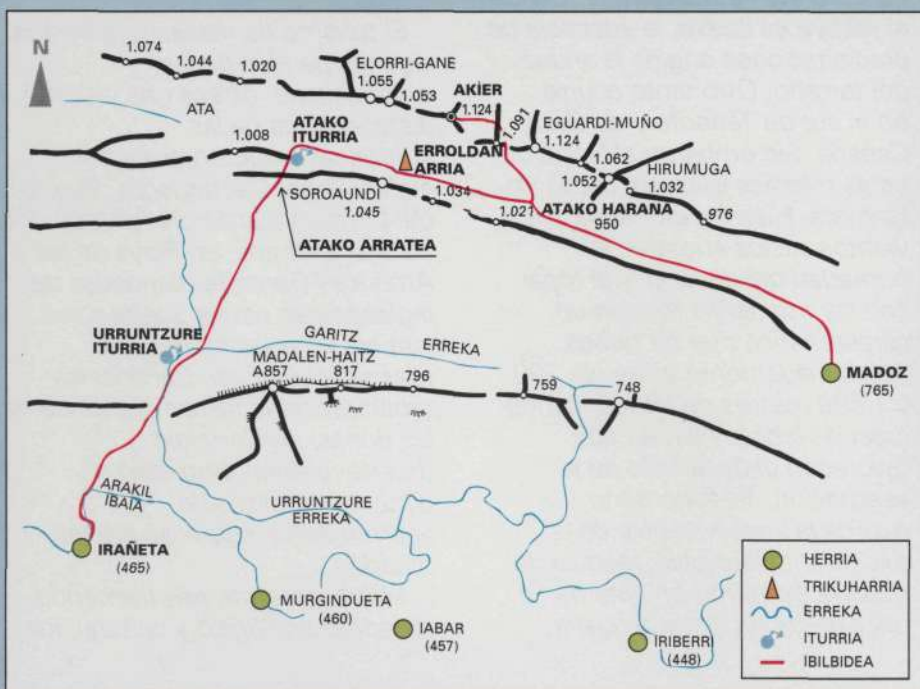 N
1.074
1.044
1.020
ELORRI-GANE
1.055
1.053
AKIER
1.124
ATA
1.091
EGUARDI-MUÑO
1.124
ATAKO
ITURRIA
1.008
ERROLDAN
ARRIA
1.062
1.052
HIRUMUGA
1.032
SOROAUNDI
1.045
1.034
1.021
ATAKO HARANA
950
976
ATAKO ARRATEA
URRUNTZURE
ITURRIA
GARITZ
ERREKA
MADALEN-HAITZ
A857
817
796
759
748
MADOZ
(765)
ARAKIL
IBAIA
URRUNTZURE
ERREKA
IRAÑETA
(465)
MURGINDUETA
(460)
IABAR
(457)
IRIBERRI
(448)
HERRIA
TRIKUHARRIA
ERREKA
ITURRIA
IBILBIDEA